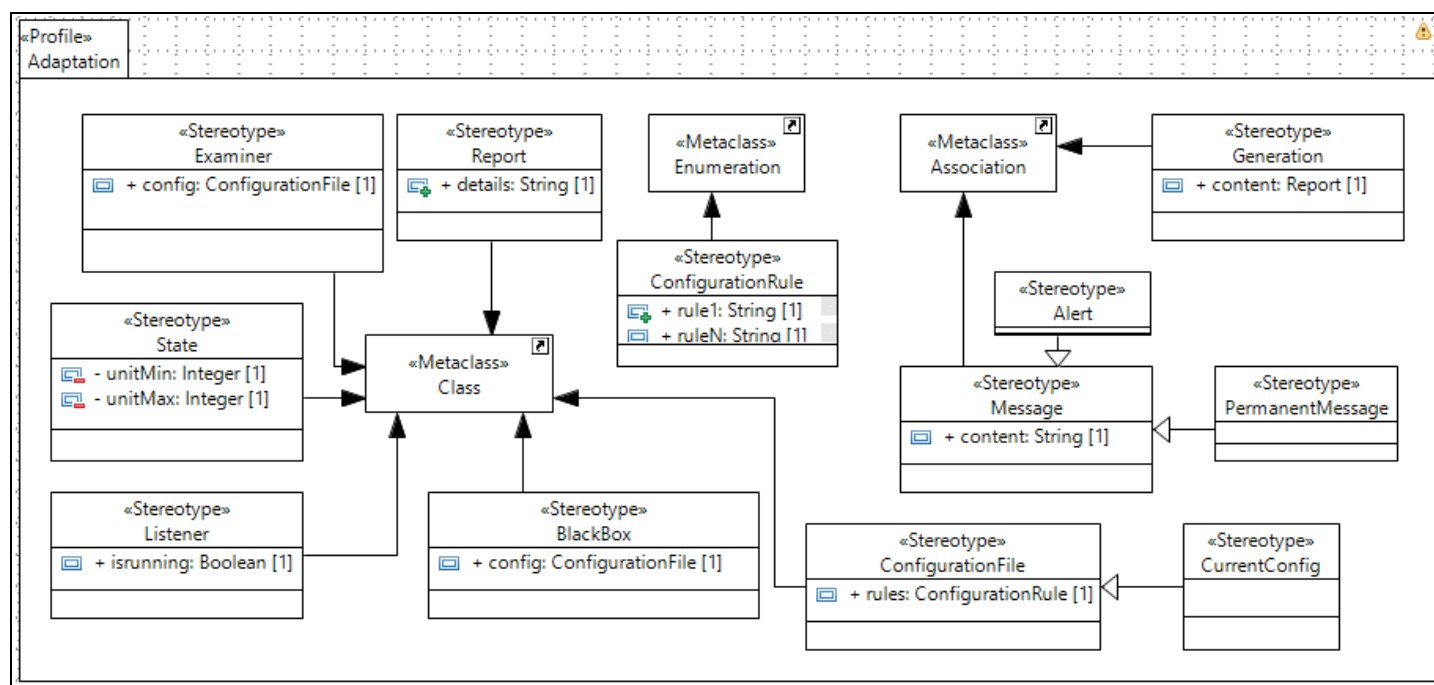 «Profile»
Adaptation
«Stereotype»
Examiner
+ config: ConfigurationFile [1]
«Stereotype»
Report
+ details: String [1]
«Metaclass»
Enumeration
«Metaclass»
Association
«Stereotype»
Generation
+ content: Report [1]
«Stereotype»
ConfigurationRule
+ rule1: String [1]
+ ruleN: String [1]
«Stereotype»
Alert
«Stereotype»
State
- unitMin: Integer [1]
- unitMax: Integer [1]
«Metaclass»
Class
«Stereotype»
Message
+ content: String [1]
«Stereotype»
PermanentMessage
«Stereotype»
Listener
+ isrunning: Boolean [1]
«Stereotype»
BlackBox
+ config: ConfigurationFile [1]
«Stereotype»
ConfigurationFile
+ rules: ConfigurationRule [1]
«Stereotype»
CurrentConfig